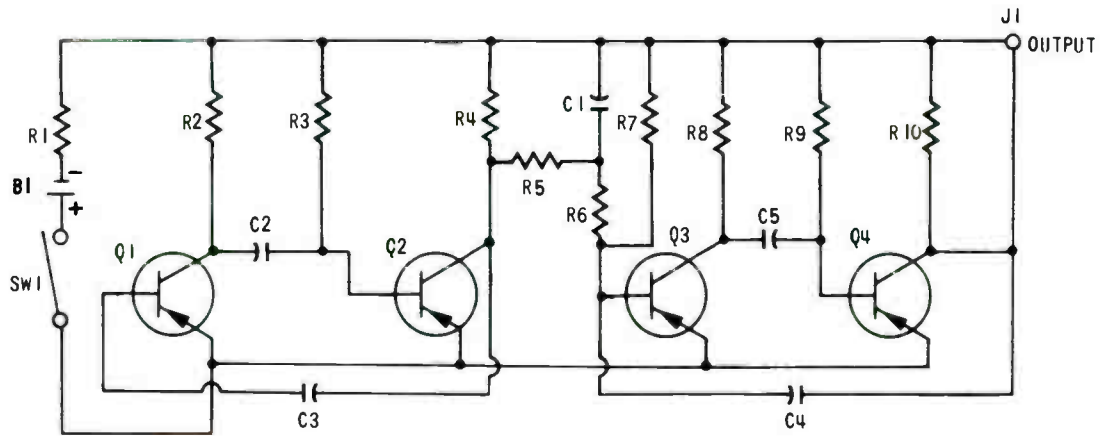 J1
OUTPUT
R1
R2
R3
R4
C1
R7
R8
R9
R10
B1
-
+
R5
R6
C2
C5
Q1
Q2
Q3
Q4
SW1
C3
C4